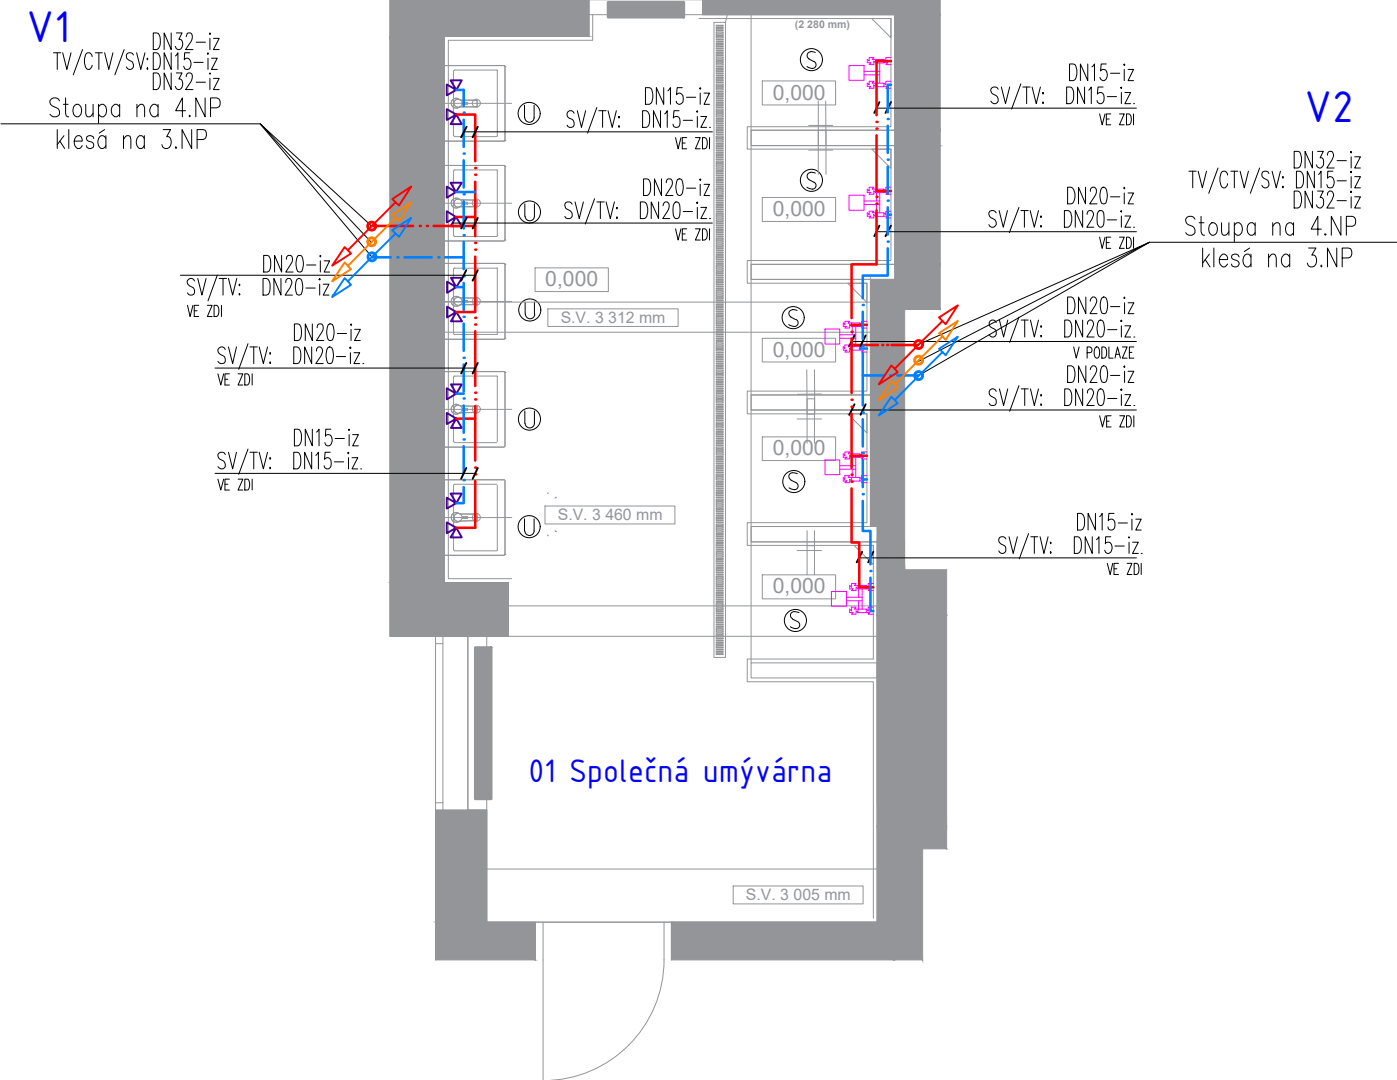 V1
DN32-iz
TV/CTV/SV:DN15-iz
DN32-iz
Stoupa na 4.NP
klesá na 3.NP
DN20-iz
SV/TV: DN20-iz.
VE ZDI
DN20-iz
SV/TV: DN20-iz.
VE ZDI
DN15-iz
SV/TV: DN15-iz.
VE ZDI
DN15-iz
SV/TV: DN15-iz.
VE ZDI
DN20-iz
SV/TV: DN20-iz.
VE ZDI
U
U
U
U
U
0,000
S.V. 3 312 mm
S.V. 3 460 mm
(2 280 mm)
S
0,000
S
0,000
S
0,000
0,000
S
0,000
S
DN15-iz
SV/TV: DN15-iz.
VE ZDI
DN20-iz
SV/TV: DN20-iz.
VE ZDI
DN20-iz
SV/TV: DN20-iz.
V PODLAZE
DN20-iz
SV/TV: DN20-iz.
VE ZDI
DN15-iz
SV/TV: DN15-iz.
VE ZDI
V2
DN32-iz
TV/CTV/SV: DN15-iz
DN32-iz
Stoupa na 4.NP
klesá na 3.NP
01 Společná umývárna
S.V. 3 005 mm